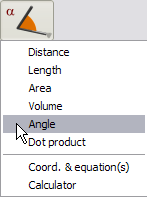 α
Distance
Length
Area
Volume
Angle
Dot product
Coord. & equation(s)
Calculator